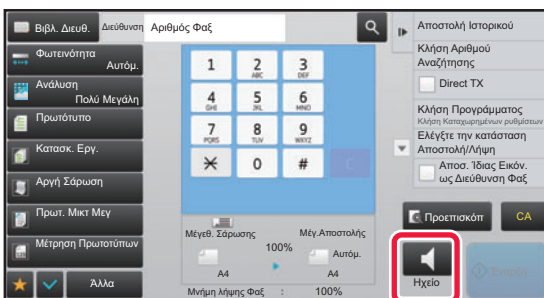 Βιβλ. Διευθ.
Διεύθυνση
Αριθμός Φαξ
Φωτεινότητα
Αυτόμ.
Ανάλυση
Πολύ Μεγάλη
Πρωτότυπο
Κατασκ. Εργ.
Αργή Σάρωση
Πρωτ. Μικτ Μεγ
Μέτρηση Πρωτοτύπων
Άλλα
1
2
ABC
3
DEF
4
GHI
5
JKL
6
MNO
7
PQRS
8
TUV
9
WXYZ
0
#
C
Μέγεθ. Σάρωσης
Μέγ.Αποστολής
100%
Αυτόμ.
A4
A4
Μνήμη λήψης Φαξ : 100%
Αποστολή Ιστορικού
Κλήση Αριθμού
Αναζήτησης
Direct TX
Κλήση Προγράμματος
Κλήση Καταχωρημένων ρυθμίσεων
Ελέγξτε την κατάσταση
Αποστολή/Λήψη
Αποσ. Ίδιας Εικόν.
ως Διεύθυνση Φαξ
Προεπισκόπ
CA
Ηχείο
Έναρξη